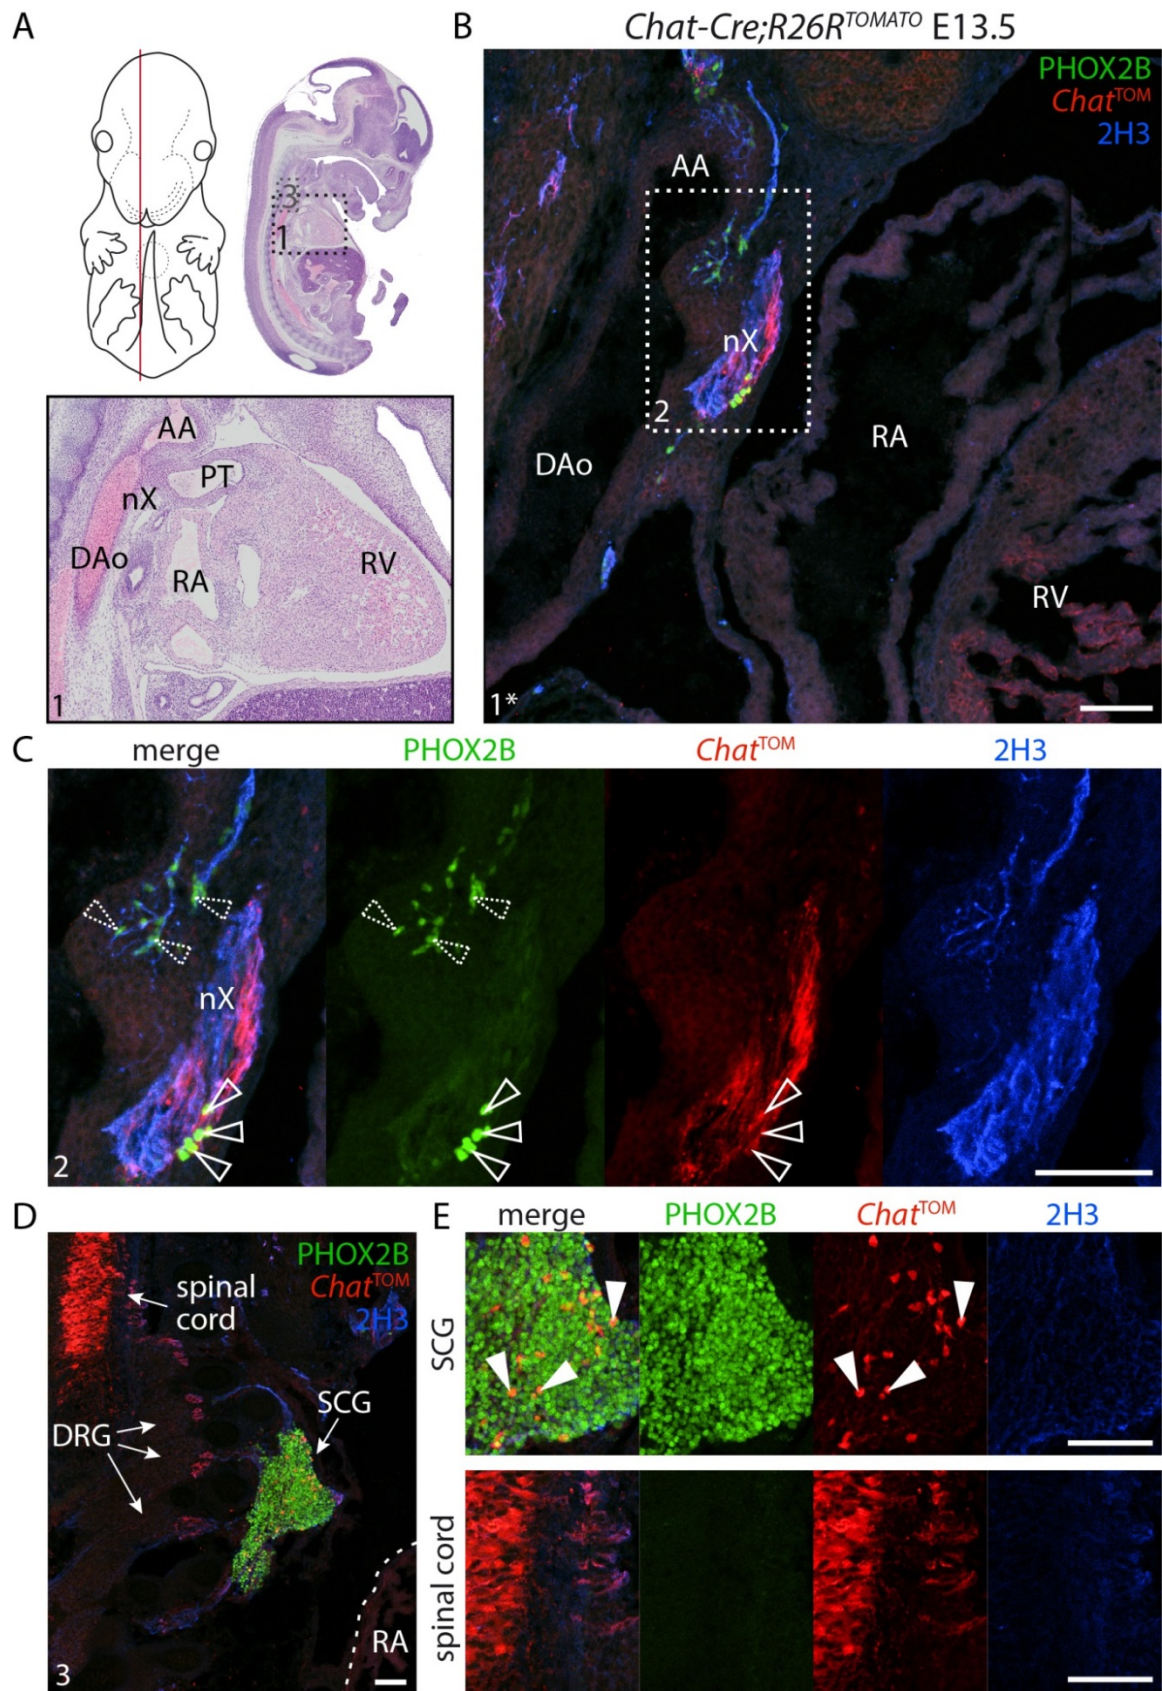 A
3
1
AA
PT
nX
DAo
RA
RV
1
B
Chat-Cre;R26R^TOMATO E13.5
PHOX2B
Chat^TOM
2H3
AA
nX
2
RA
DAo
RV
1*
C
merge
PHOX2B
Chat^TOM
2H3
nX
2
D
PHOX2B
Chat^TOM
2H3
spinal
cord
SCG
DRG
RA
3
E
merge
PHOX2B
Chat^TOM
2H3
SCG
spinal cord